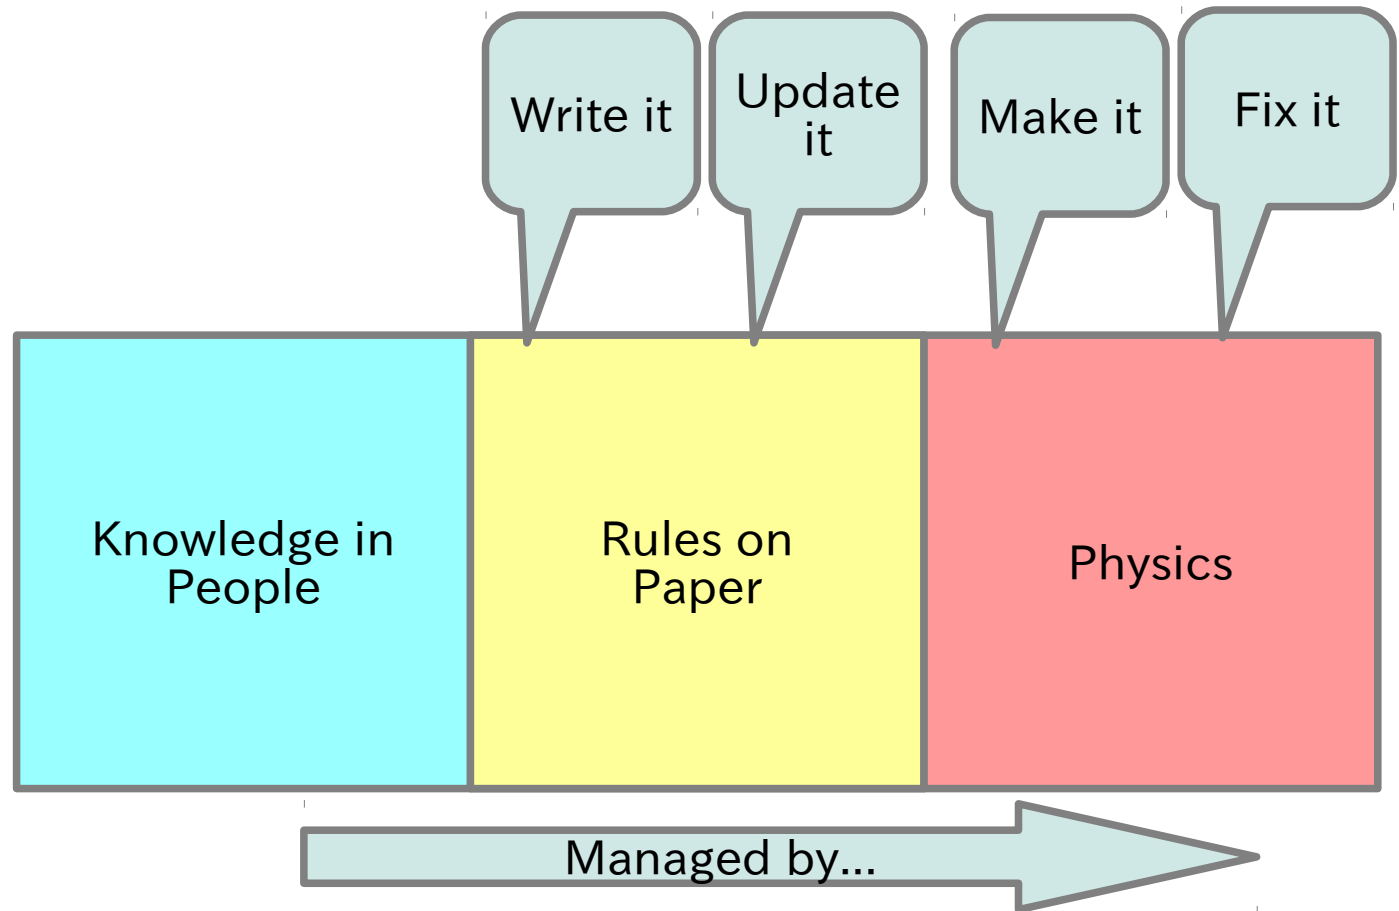 Write it
Update
it
Make it
Fix it
Knowledge in
People
Rules on
Paper
Physics
Managed by...